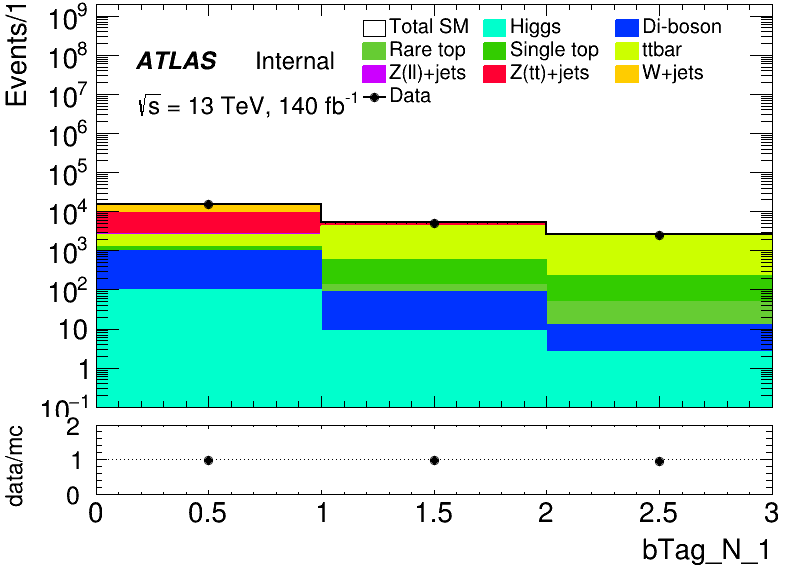 Events/1
10⁹
10⁸
10⁷
10⁶
10⁵
10⁴
10³
10²
10
1
10⁻¹
ATLAS Internal
√s = 13 TeV, 140 fb⁻¹
Total SM Higgs Di-boson
Rare top Single top ttbar
Z(ll)+jets Z(tt)+jets W+jets
Data
data/mc
2
1
0
0 0.5 1 1.5 2 2.5 3
bTag_N_1